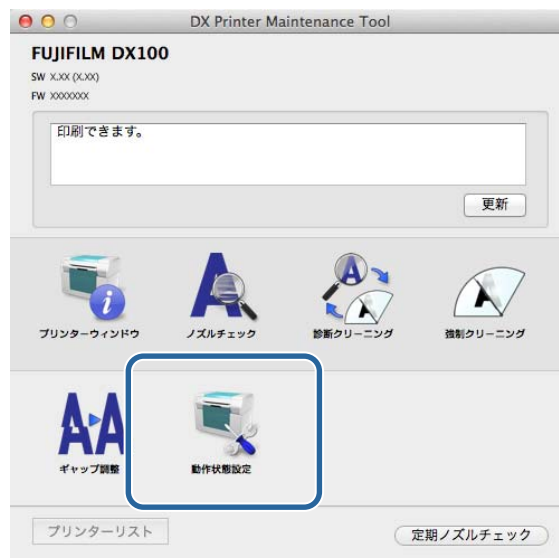 DX Printer Maintenance Tool
FUJIFILM DX100
SW X.XX (X.XX)
FW XXXXXXX
印刷できます。
更新
プリンターウィンドウ
ノズルチェック
診断クリーニング
強制クリーニング
ギャップ調整
動作状態設定
プリンターリスト
定期ノズルチェック